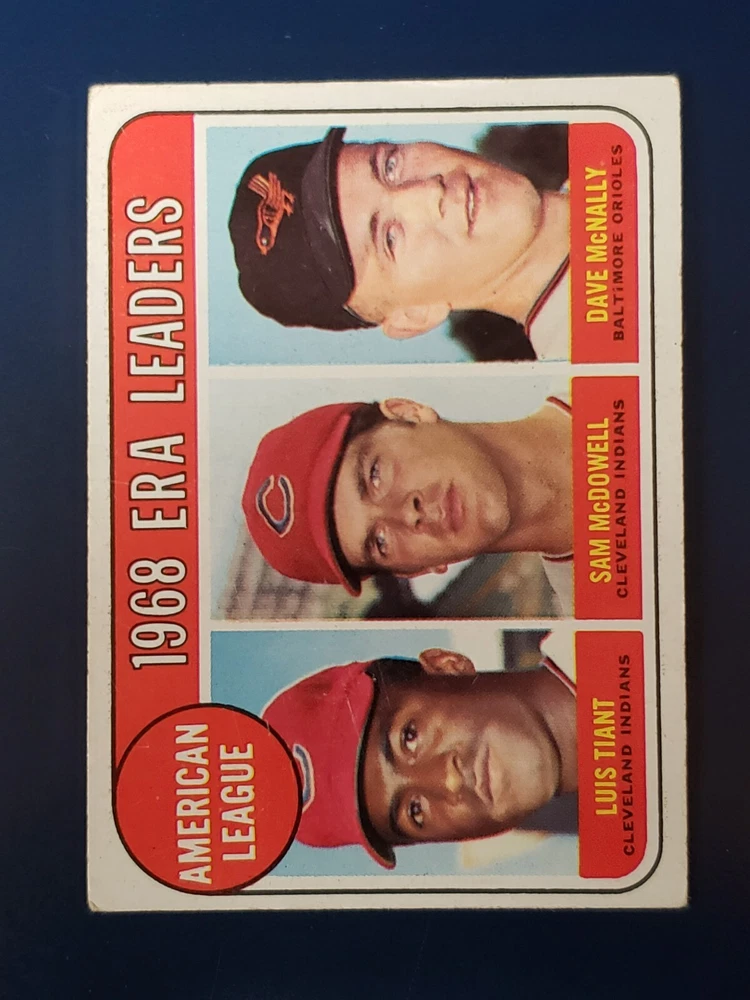 1968 ERA LEADERS
AMERICAN
LEAGUE
LUIS TIANT
CLEVELAND INDIANS
SAM McDOWELL
CLEVELAND INDIANS
DAVE McNALLY
BALTIMORE ORIOLES